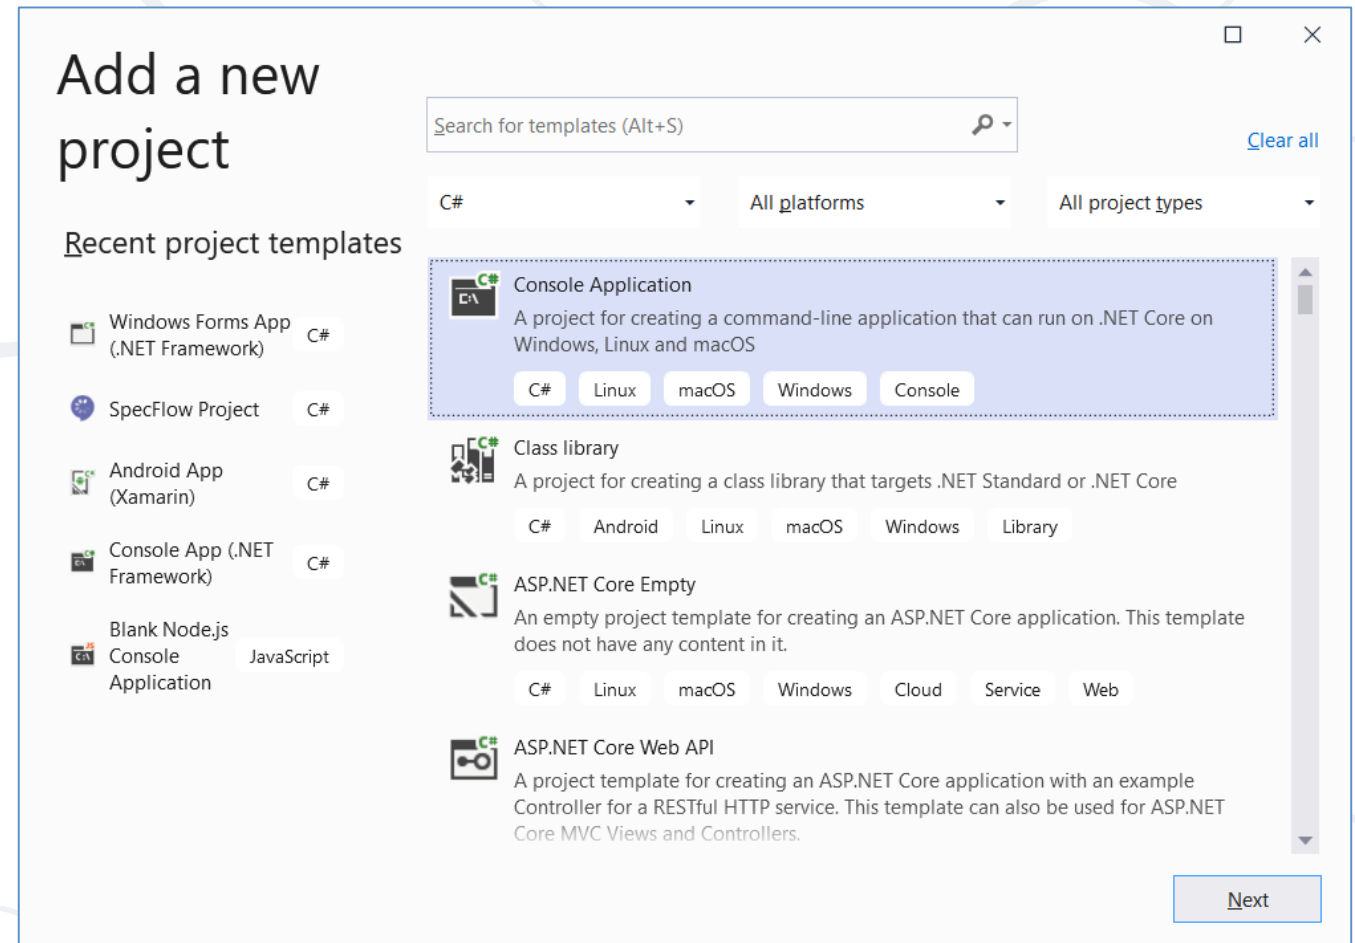 Add a new
project
Search for templates (Alt+S)
Clear all
C#
All platforms
All project types
Recent project templates
Windows Forms App
(.NET Framework)
C#
SpecFlow Project
C#
Android App
(Xamarin)
C#
Console App (.NET
Framework)
C#
Blank Node.js
Console
Application
JavaScript
Console Application
A project for creating a command-line application that can run on .NET Core on
Windows, Linux and macOS
C# Linux macOS Windows Console
Class library
A project for creating a class library that targets .NET Standard or .NET Core
C# Android Linux macOS Windows Library
ASP.NET Core Empty
An empty project template for creating an ASP.NET Core application. This template
does not have any content in it.
C# Linux macOS Windows Cloud Service Web
ASP.NET Core Web API
A project template for creating an ASP.NET Core application with an example
Controller for a RESTful HTTP service. This template can also be used for ASP.NET
Core MVC Views and Controllers.
Next